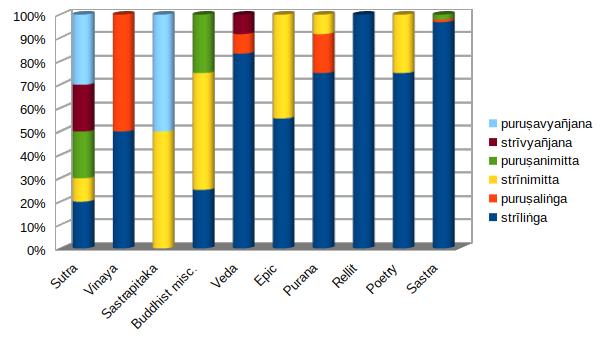 100%
90%
80%
70%
60%
50%
40%
30%
20%
10%
0%
Sutra
Vinaya
Sastrapitaka
Buddhist misc.
Veda
Epic
Purana
Rellit
Poetry
Sastra
puruṣavyañjana
strīvyañjana
puruṣanimitta
strīnimitta
puruṣaliṅga
strīliṅga